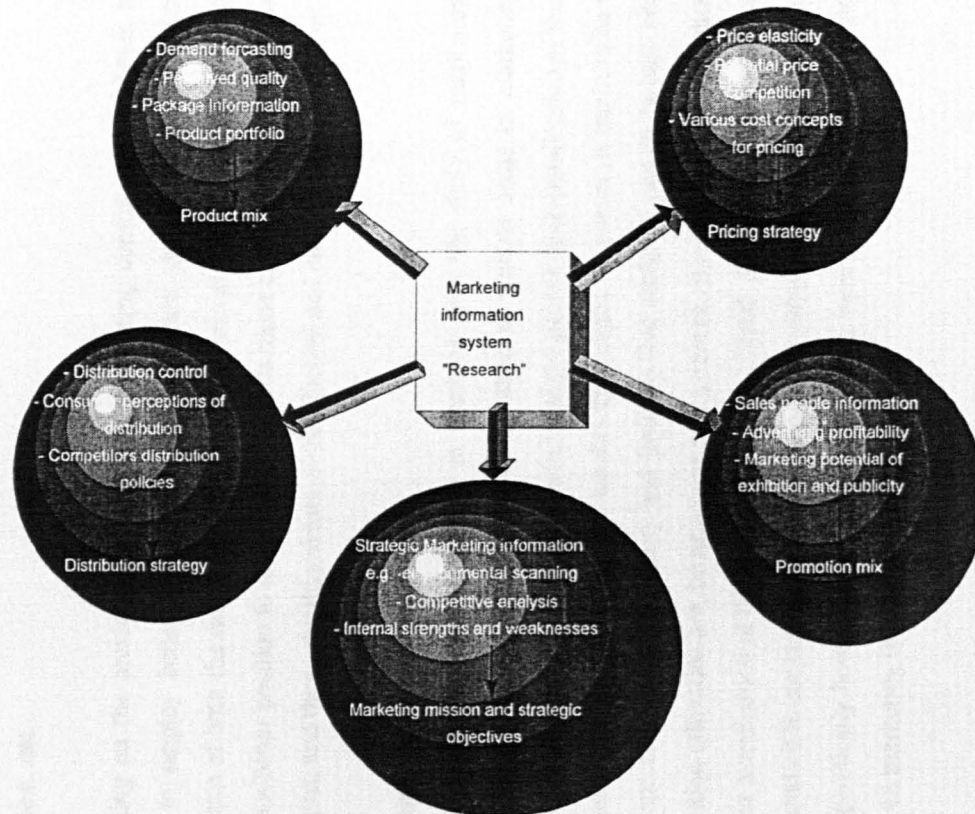 - Demand forcasting
- Perceived quality
- Package Inforemation
- Product portfolio
Product mix
- Price elasticity
- Potential price
competition
- Various cost concepts
for pricing
Pricing strategy
Marketing
information
system
"Research"
- Distribution control
- Consumer perceptions of
distribution
- Competitors distribution
policies
Distribution strategy
- Sales people information
- Advertising profitability
- Marketing potential of
exhibition and publicity
Promotion mix
Strategic Marketing information
e.g. -environmental scanning
- Competitive analysis
- Internal strengths and weaknesses
Marketing mission and strategic
objectives